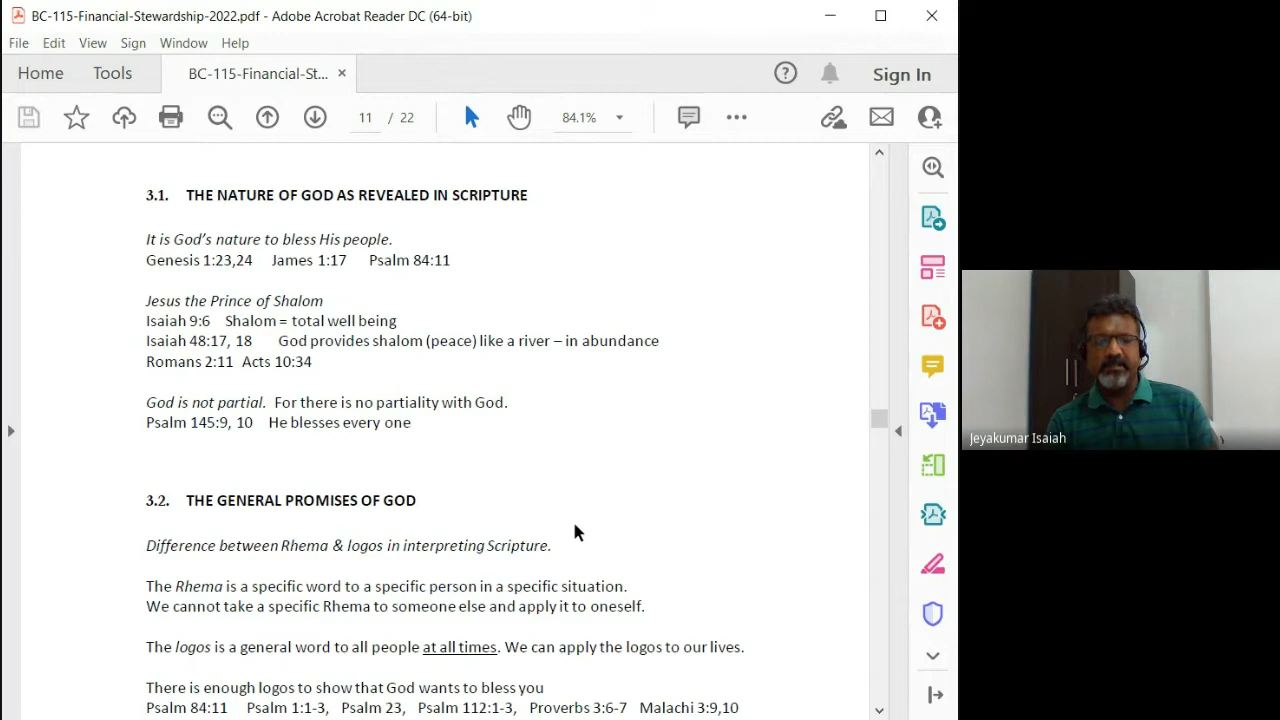 BC-115-Financial-Stewardship-2022.pdf - Adobe Acrobat Reader DC (64-bit)
File Edit View Sign Window Help
Home Tools BC-115-Financial-St... × Sign In
11 / 22 84.1%
3.1. THE NATURE OF GOD AS REVEALED IN SCRIPTURE
It is God's nature to bless His people.
Genesis 1:23,24 James 1:17 Psalm 84:11
Jesus the Prince of Shalom
Isaiah 9:6 Shalom = total well being
Isaiah 48:17, 18 God provides shalom (peace) like a river – in abundance
Romans 2:11 Acts 10:34
God is not partial. For there is no partiality with God.
Psalm 145:9, 10 He blesses every one
3.2. THE GENERAL PROMISES OF GOD
Difference between Rhema & logos in interpreting Scripture.
The Rhema is a specific word to a specific person in a specific situation.
We cannot take a specific Rhema to someone else and apply it to oneself.
The logos is a general word to all people at all times. We can apply the logos to our lives.
There is enough logos to show that God wants to bless you
Psalm 84:11 Psalm 1:1-3, Psalm 23, Psalm 112:1-3, Proverbs 3:6-7 Malachi 3:9,10
Jeyakumar Isaiah